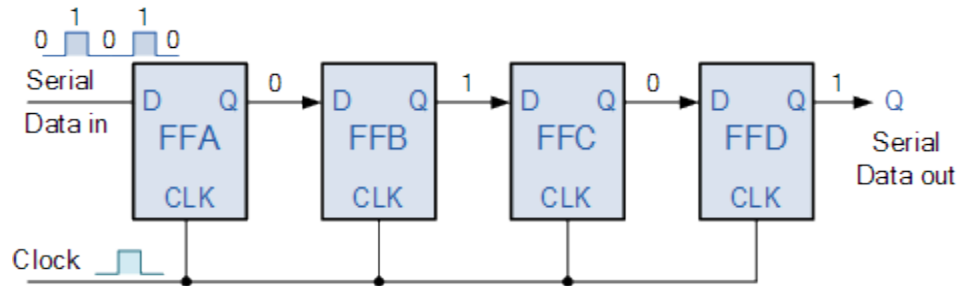 0 1 0 1 0
Serial
Data in
D Q
FFA
CLK
0
D Q
FFB
CLK
1
D Q
FFC
CLK
0
D Q
FFD
CLK
1
Q
Serial
Data out
Clock